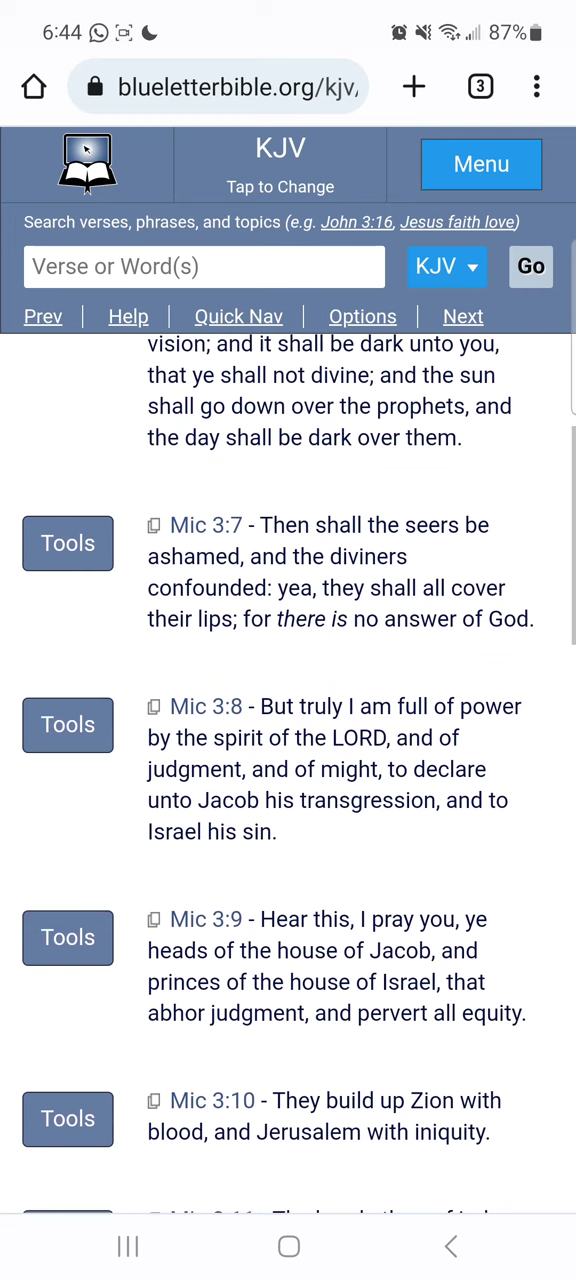 6:44 87%
blueletterbible.org/kjv/ 3
KJV
Tap to Change
Menu
Search verses, phrases, and topics (e.g. John 3:16, Jesus faith love)
Verse or Word(s) KJV Go
Prev Help Quick Nav Options Next
vision; and it shall be dark unto you,
that ye shall not divine; and the sun
shall go down over the prophets, and
the day shall be dark over them.
Tools
Mic 3:7 - Then shall the seers be
ashamed, and the diviners
confounded: yea, they shall all cover
their lips; for there is no answer of God.
Tools
Mic 3:8 - But truly I am full of power
by the spirit of the LORD, and of
judgment, and of might, to declare
unto Jacob his transgression, and to
Israel his sin.
Tools
Mic 3:9 - Hear this, I pray you, ye
heads of the house of Jacob, and
princes of the house of Israel, that
abhor judgment, and pervert all equity.
Tools
Mic 3:10 - They build up Zion with
blood, and Jerusalem with iniquity.